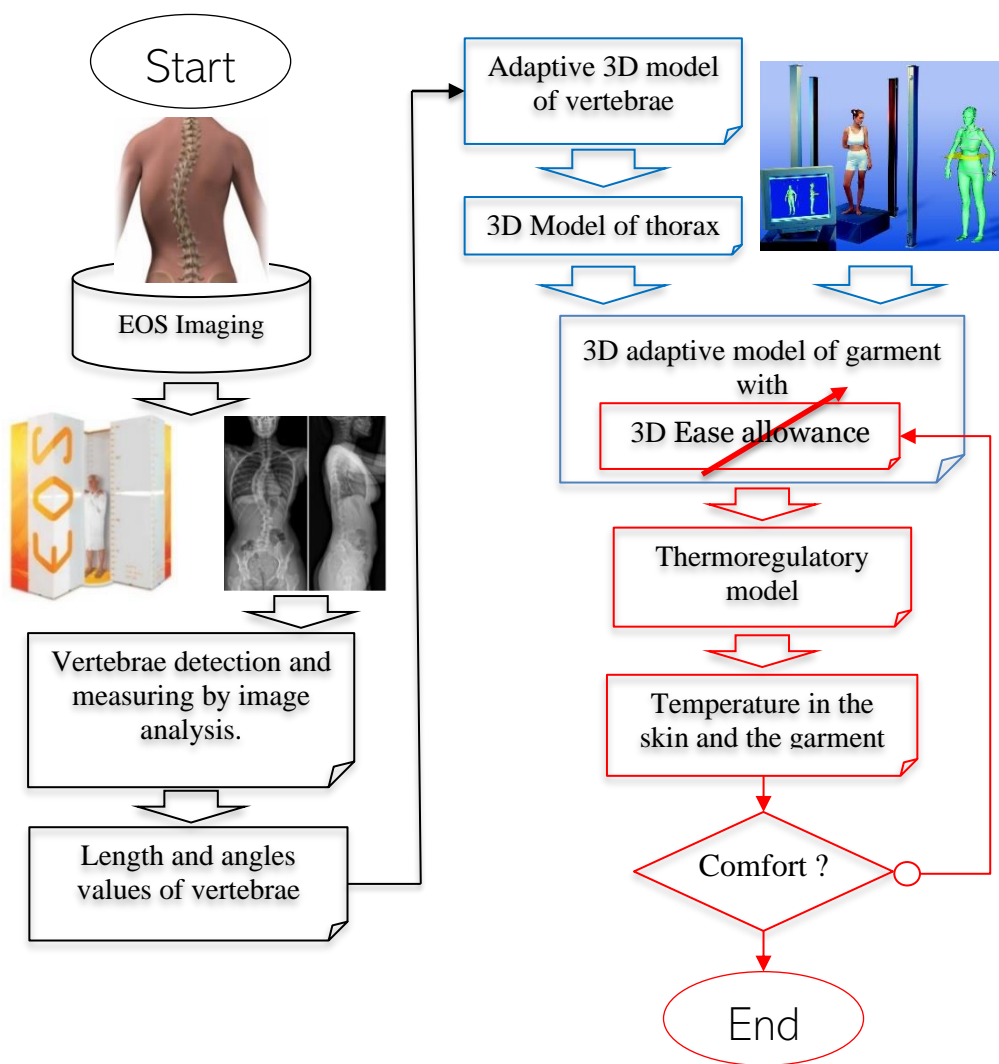 Start
EOS Imaging
EOS
Vertebrae detection and
measuring by image
analysis.
Length and angles
values of vertebrae
Adaptive 3D model
of vertebrae
3D Model of thorax
3D adaptive model of garment
with
3D Ease allowance
Thermoregulatory
model
Temperature in the
skin and the garment
Comfort ?
End